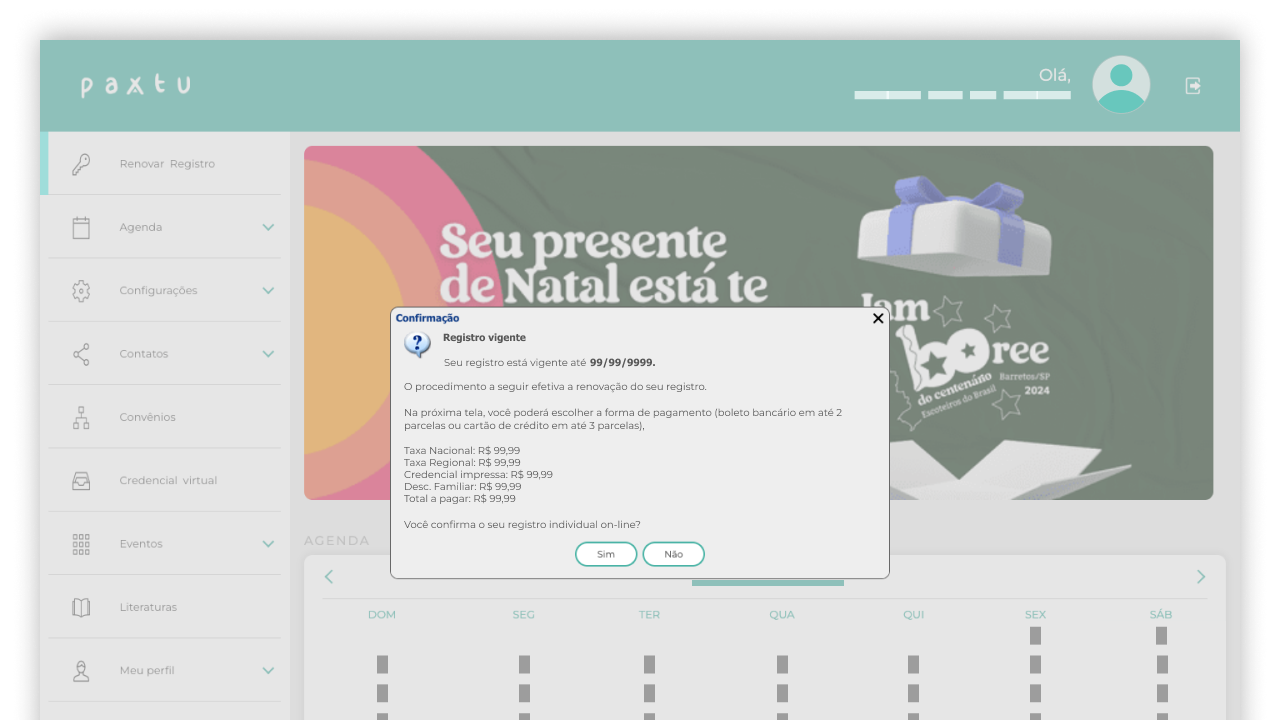 paxtu
Olá,
Renovar Registro
Agenda
Configurações
Contatos
Convênios
Credencial virtual
Eventos
Literaturas
Meu perfil
Seu presente
de Natal está te
Jam
boree
do centenário
Escoteiros do Brasil
Barretos/SP
2024
Confirmação
Registro vigente
Seu registro está vigente até 99/99/9999.
O procedimento a seguir efetiva a renovação do seu registro.
Na próxima tela, você poderá escolher a forma de pagamento (boleto bancário em até 2
parcelas ou cartão de crédito em até 3 parcelas),
Taxa Nacional: R$ 99,99
Taxa Regional: R$ 99,99
Credencial impressa: R$ 99,99
Desc. Familiar: R$ 99,99
Total a pagar: R$ 99,99
Você confirma o seu registro individual on-line?
Sim
Não
AGENDA
DOM SEG TER QUA QUI SEX SÁB